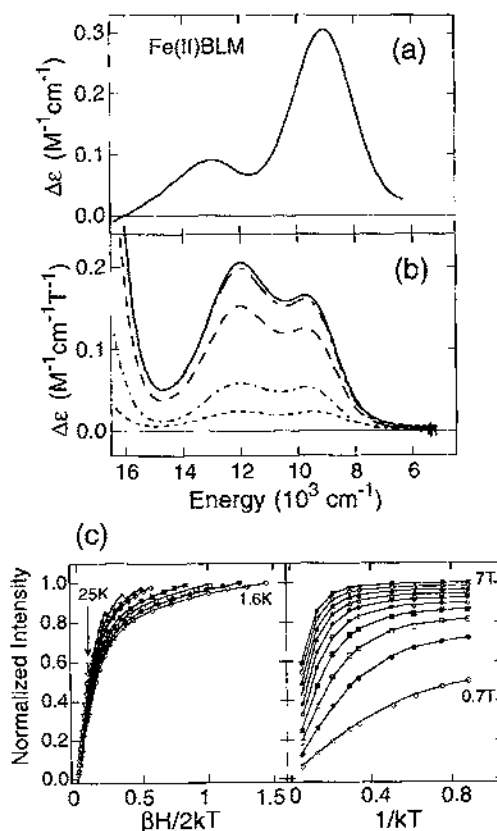 Fe(II)BLM
(a)
0.3
0.2
0.1
0.0
Δε (M⁻¹cm⁻¹)
(b)
0.2
0.1
0.0
Δε (M⁻¹cm⁻¹T⁻¹)
16 14 12 10 8 6
Energy (10³ cm⁻¹)
(c)
25K
1.6K
7T
0.7T
1.0
0.8
0.6
0.4
0.2
0.0
Normalized Intensity
0 0.5 1.0 1.5
βH/2kT
0.0 0.4 0.8
1/kT